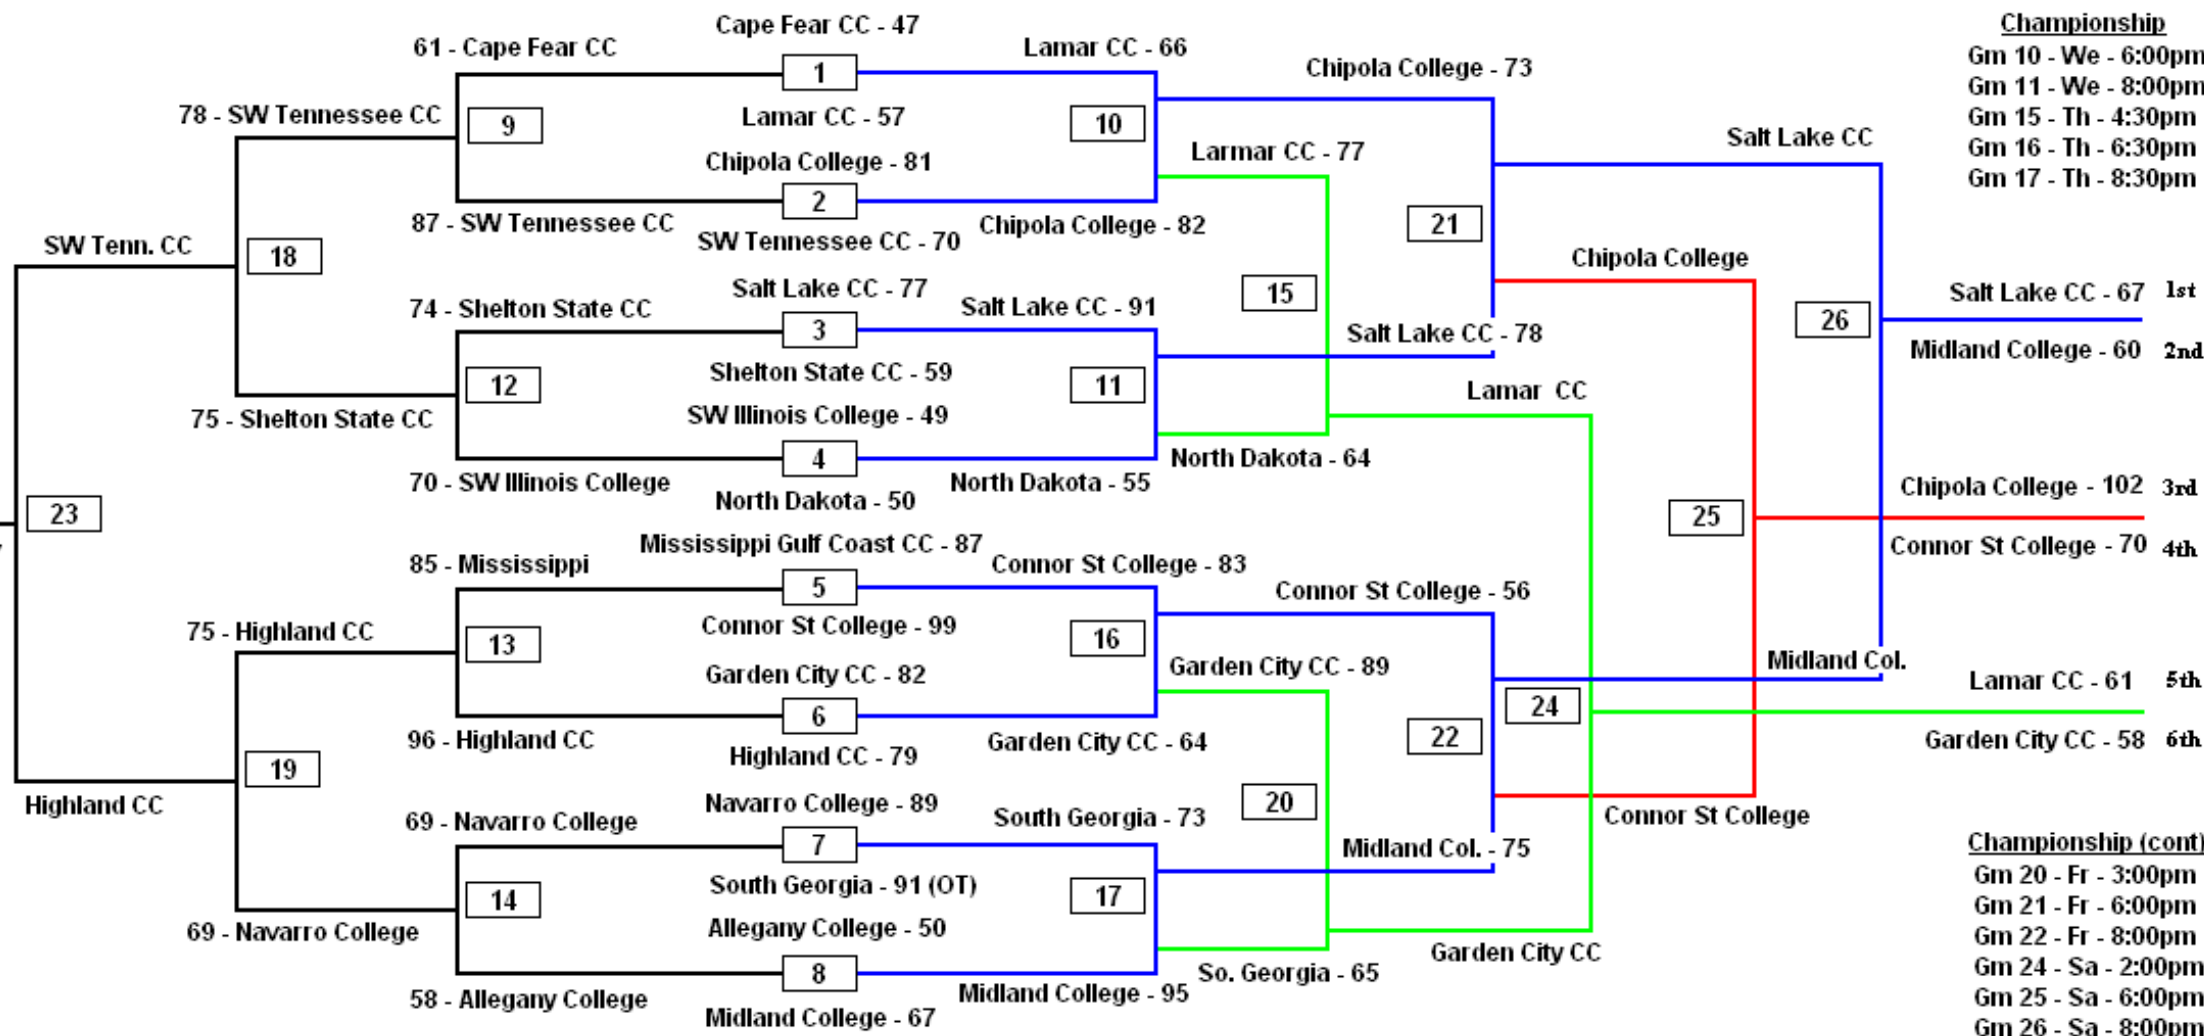 Cape Fear CC - 47
61 - Cape Fear CC
1
Lamar CC - 66
Chipola College - 73
Championship
Gm 10 - We - 6:00pm
Gm 11 - We - 8:00pm
Gm 15 - Th - 4:30pm
Gm 16 - Th - 6:30pm
Gm 17 - Th - 8:30pm
78 - SW Tennessee CC
9
Lamar CC - 57
10
Chipola College - 81
Larmar CC - 77
Salt Lake CC
2
87 - SW Tennessee CC
SW Tennessee CC - 70
Chipola College - 82
21
SW Tenn. CC
18
Chipola College
Salt Lake CC - 77
15
74 - Shelton State CC
3
Salt Lake CC - 91
Salt Lake CC - 78
26
Salt Lake CC - 67 1st
Midland College - 60 2nd
12
Shelton State CC - 59
11
75 - Shelton State CC
SW Illinois College - 49
Lamar CC
4
70 - SW Illinois College
North Dakota - 50
North Dakota - 55
North Dakota - 64
23
25
Chipola College - 102 3rd
Connor St College - 70 4th
Mississippi Gulf Coast CC - 87
85 - Mississippi
5
Connor St College - 83
Connor St College - 56
75 - Highland CC
13
Connor St College - 99
16
Garden City CC - 82
Garden City CC - 89
Midland Col.
6
96 - Highland CC
Highland CC - 79
Garden City CC - 64
22
24
Lamar CC - 61 5th
Garden City CC - 58 6th
Highland CC
19
Navarro College - 89
20
69 - Navarro College
7
South Georgia - 73
Midland Col. - 75
Connor St College
14
South Georgia - 91 (OT)
17
69 - Navarro College
Allegany College - 50
Garden City CC
8
58 - Allegany College
Midland College - 67
Midland College - 95
So. Georgia - 65
Championship (cont)
Gm 20 - Fr - 3:00pm
Gm 21 - Fr - 6:00pm
Gm 22 - Fr - 8:00pm
Gm 24 - Sa - 2:00pm
Gm 25 - Sa - 6:00pm
Gm 26 - Sa - 8:00pm